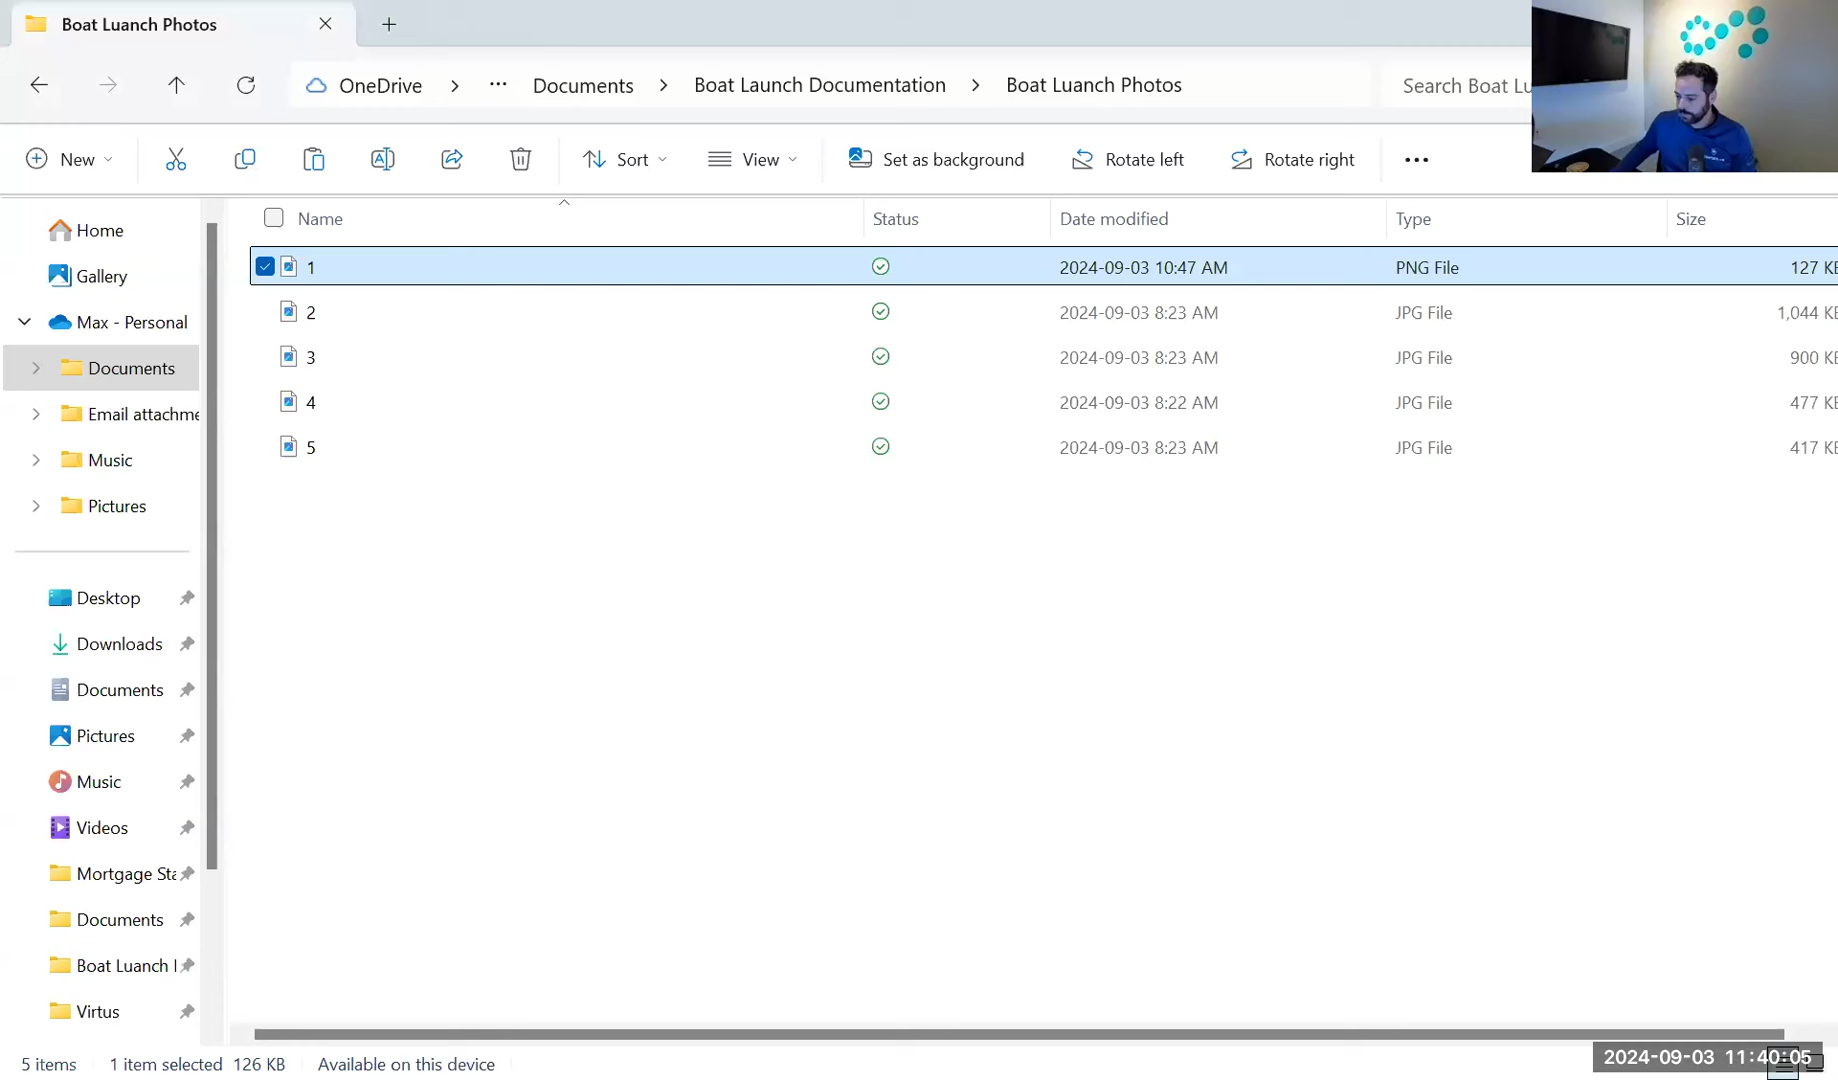 Boat Luanch Photos
OneDrive > ... Documents > Boat Launch Documentation > Boat Luanch Photos Search Boat Lu
New Sort View Set as background Rotate left Rotate right ...
Name Status Date modified Type Size
1 2024-09-03 10:47 AM PNG File 127 KB
2 2024-09-03 8:23 AM JPG File 1,044 KB
3 2024-09-03 8:23 AM JPG File 900 KB
4 2024-09-03 8:22 AM JPG File 477 KB
5 2024-09-03 8:23 AM JPG File 417 KB
Home
Gallery
Max - Personal
Documents
Email attachme
Music
Pictures
Desktop
Downloads
Documents
Pictures
Music
Videos
Mortgage Sta
Documents
Boat Luanch
Virtus
5 items 1 item selected 126 KB Available on this device
2024-09-03 11:40:05